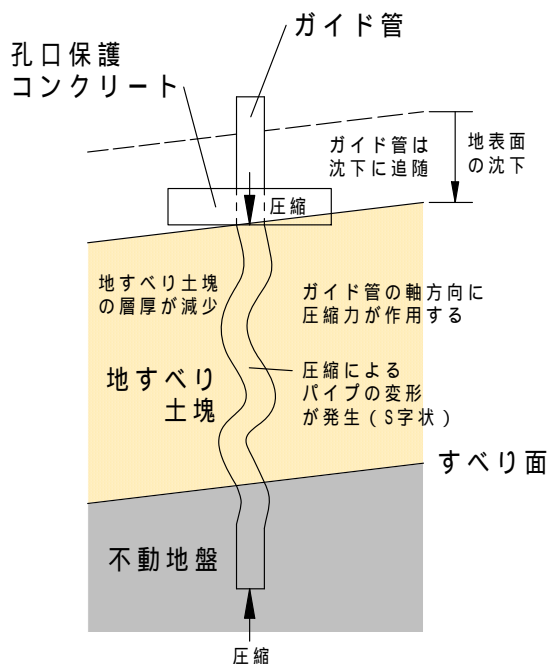 ガイド管
孔口保護
コンクリート
ガイド管は
沈下に追随
地表面
の沈下
圧縮
地すべり土塊
の層厚が減少
ガイド管の軸方向に
圧縮力が作用する
地すべり
土塊
圧縮による
パイプの変形
が発生(S字状)
すべり面
不動地盤
圧縮